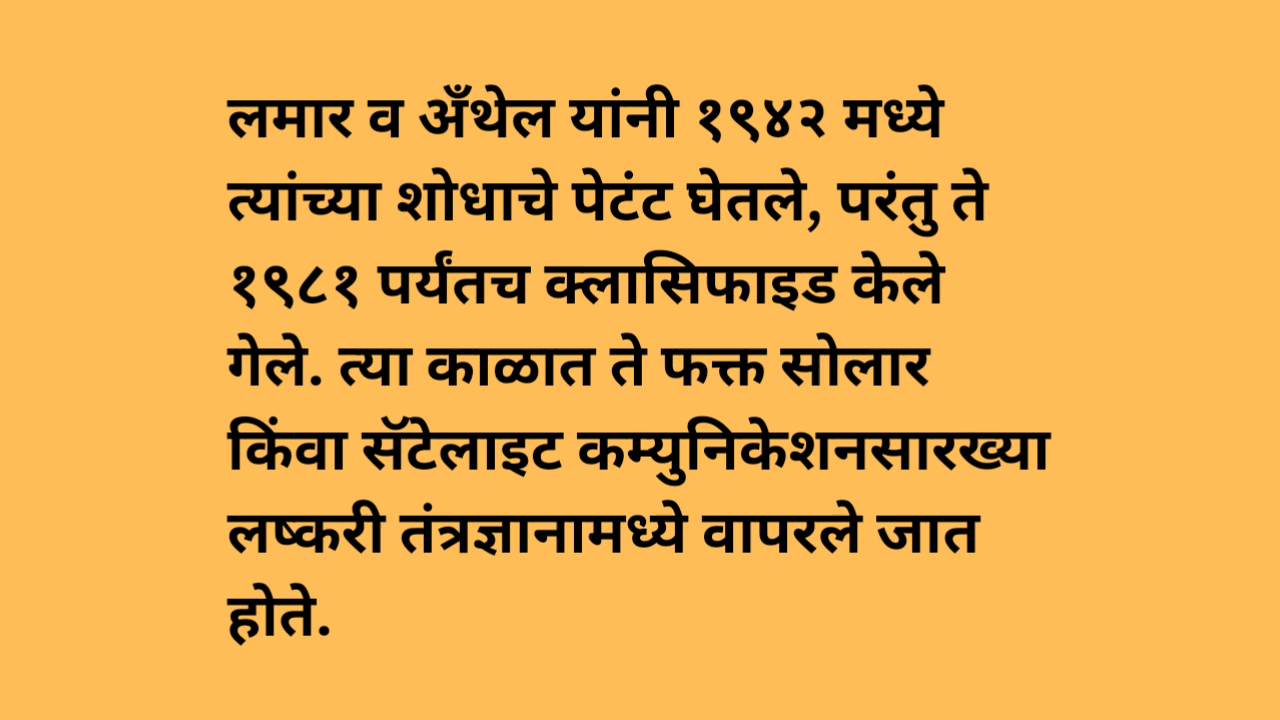 लमार व अँथेल यांनी १९४२ मध्ये
त्यांच्या शोधाचे पेटंट घेतले, परंतु ते
१९८१ पर्यंतच क्लासिफाइड केले
गेले. त्या काळात ते फक्त सोलार
किंवा सॅटेलाइट कम्युनिकेशनसारख्या
लष्करी तंत्रज्ञानामध्ये वापरले जात
होते.